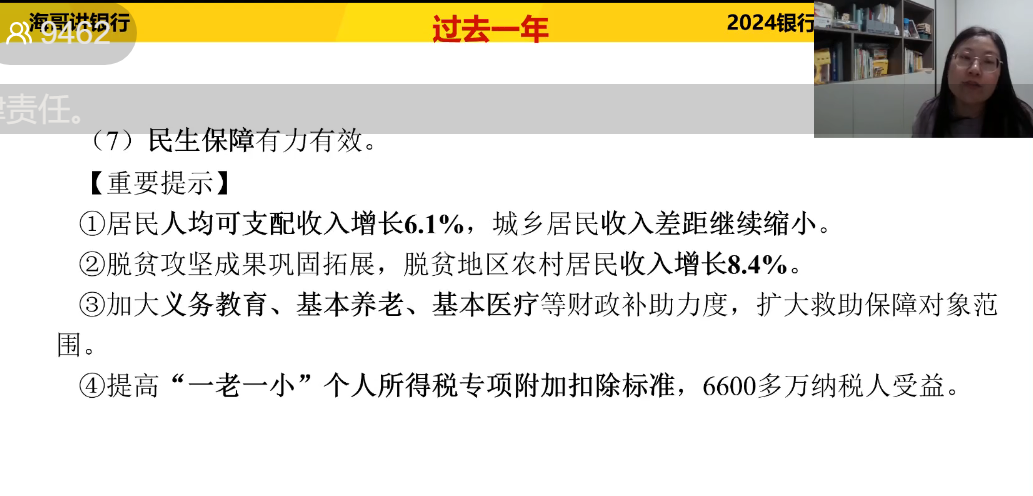 海哥讲银行
9462
过去一年
2024银行
责任。
（7）民生保障有力有效。
【重要提示】
①居民人均可支配收入增长6.1%，城乡居民收入差距继续缩小。
②脱贫攻坚成果巩固拓展，脱贫地区农村居民收入增长8.4%。
③加大义务教育、基本养老、基本医疗等财政补助力度，扩大救助保障对象范
围。
④提高“一老一小”个人所得税专项附加扣除标准，6600多万纳税人受益。